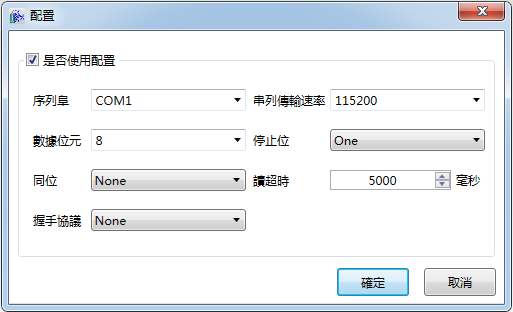 配置
是否使用配置
序列阜 COM1 串列傳輸速率 115200
數據位元 8 停止位 One
同位 None 讀超時 5000 毫秒
握手協議 None
確定 取消